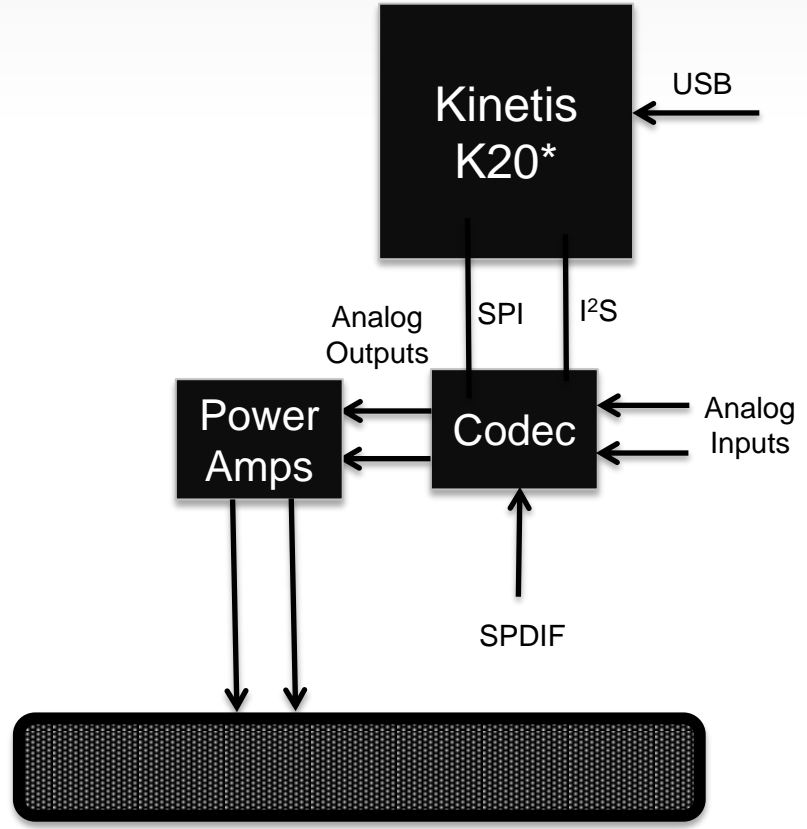 Kinetis
K20*
USB
SPI
I²S
Analog
Outputs
Power
Amps
Codec
Analog
Inputs
SPDIF